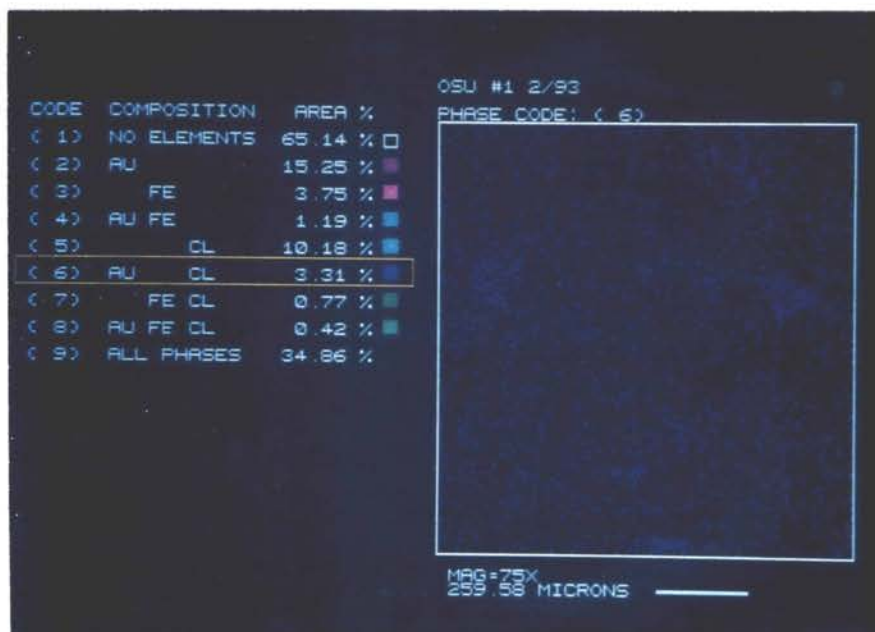 CODE COMPOSITION AREA %
( 1) NO ELEMENTS 65.14 %
( 2) AU 15.25 %
( 3) FE 3.75 %
( 4) AU FE 1.19 %
( 5) CL 10.18 %
( 6) AU CL 3.31 %
( 7) FE CL 0.77 %
( 8) AU FE CL 0.42 %
( 9) ALL PHASES 34.86 %
OSU #1 2/93
PHASE CODE: ( 6)
MAG=75X
259.58 MICRONS